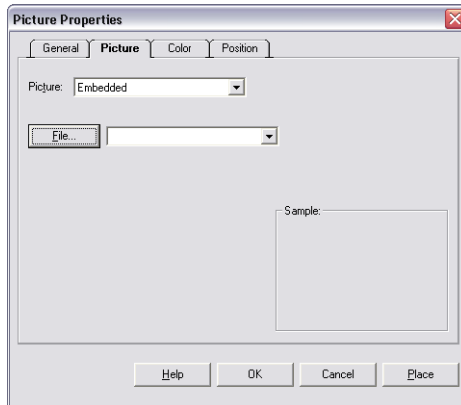 Picture Properties
General Picture Color Position
Picture: Embedded
File...
Sample:
Help OK Cancel Place